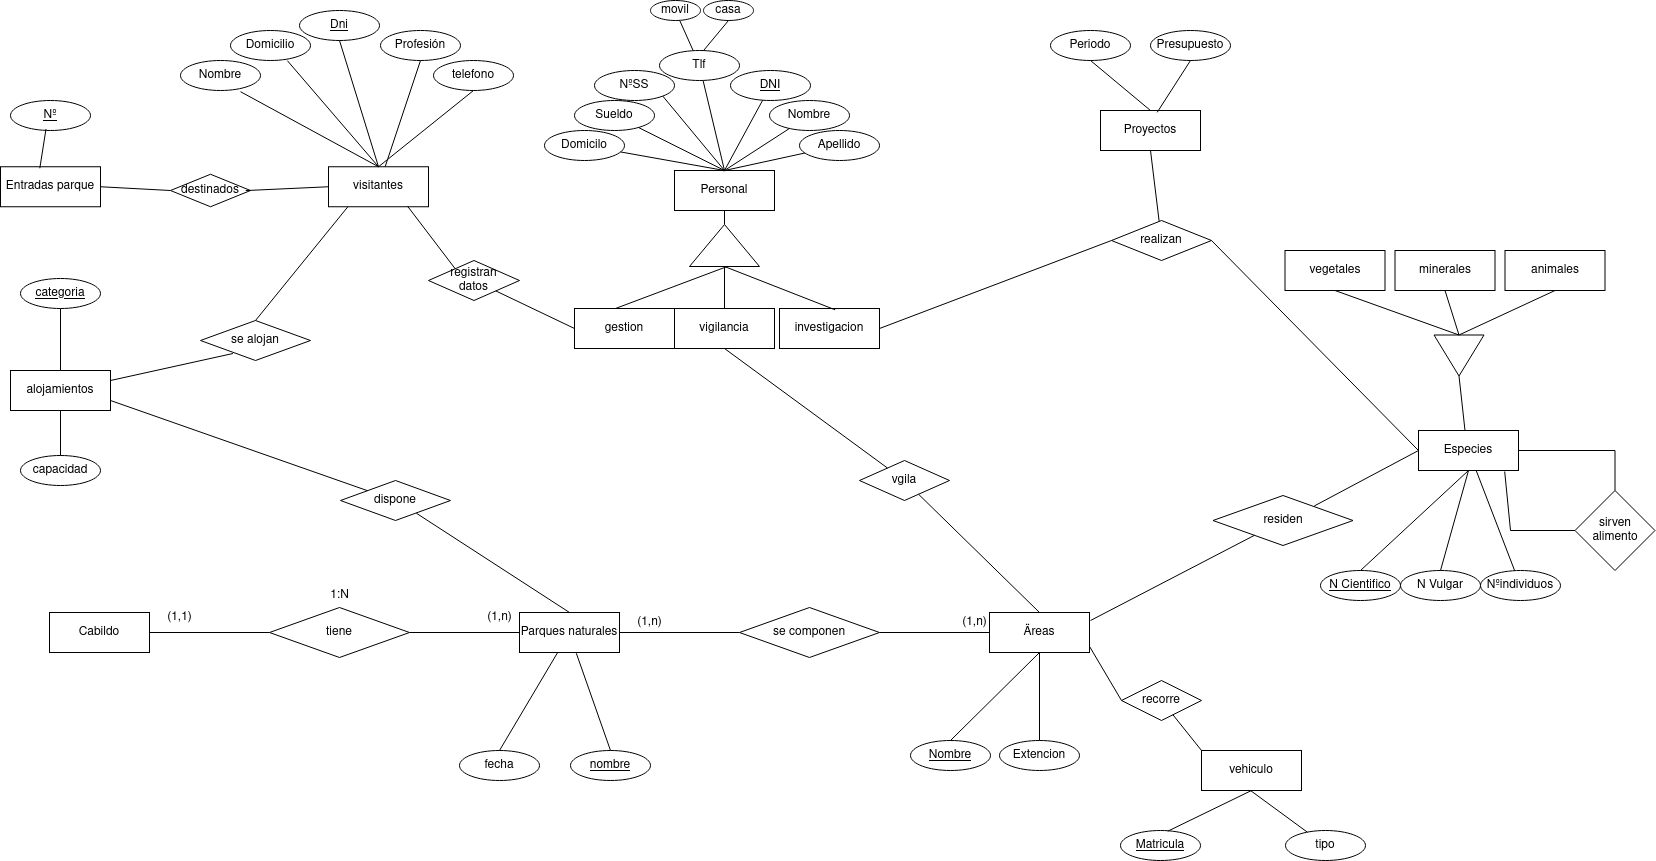 movil
casa
Dni
Domicilio
Profesión
Nombre
telefono
Tlf
NºSS
DNI
Sueldo
Nombre
Domicilo
Apellido
Periodo
Presupuesto
Nº
Proyectos
Entradas parque
destinados
visitantes
Personal
realizan
registran
datos
vegetales
minerales
animales
categoria
se alojan
gestion
vigilancia
investigacion
alojamientos
capacidad
Especies
dispone
vgila
residen
sirven
alimento
N Cientifico
N Vulgar
Nºindividuos
1:N
(1,1)
(1,n)
(1,n)
(1,n)
Cabildo
tiene
Parques naturales
se componen
Äreas
recorre
fecha
nombre
Nombre
Extencion
vehiculo
Matricula
tipo